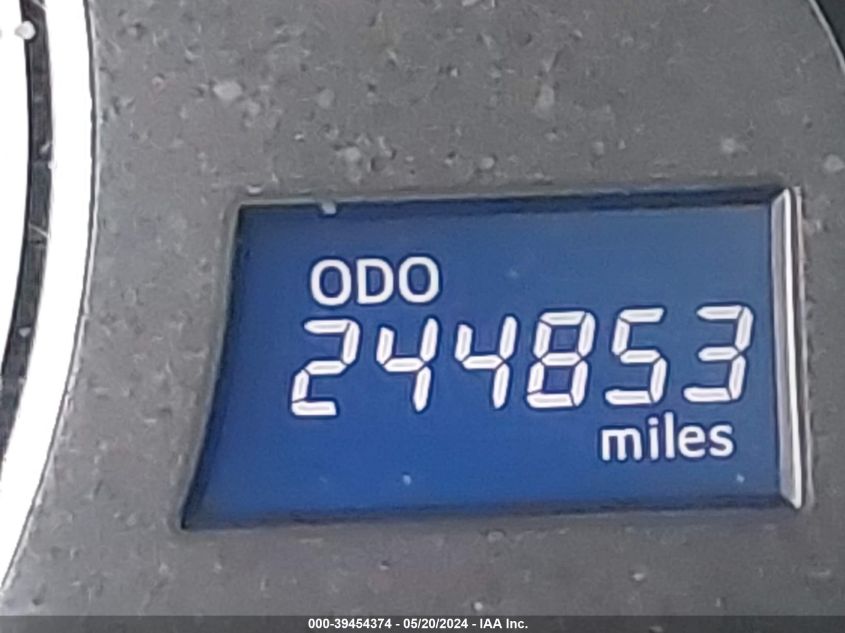 ODO
244853
miles
000-39454374 - 05/20/2024 - IAA Inc.